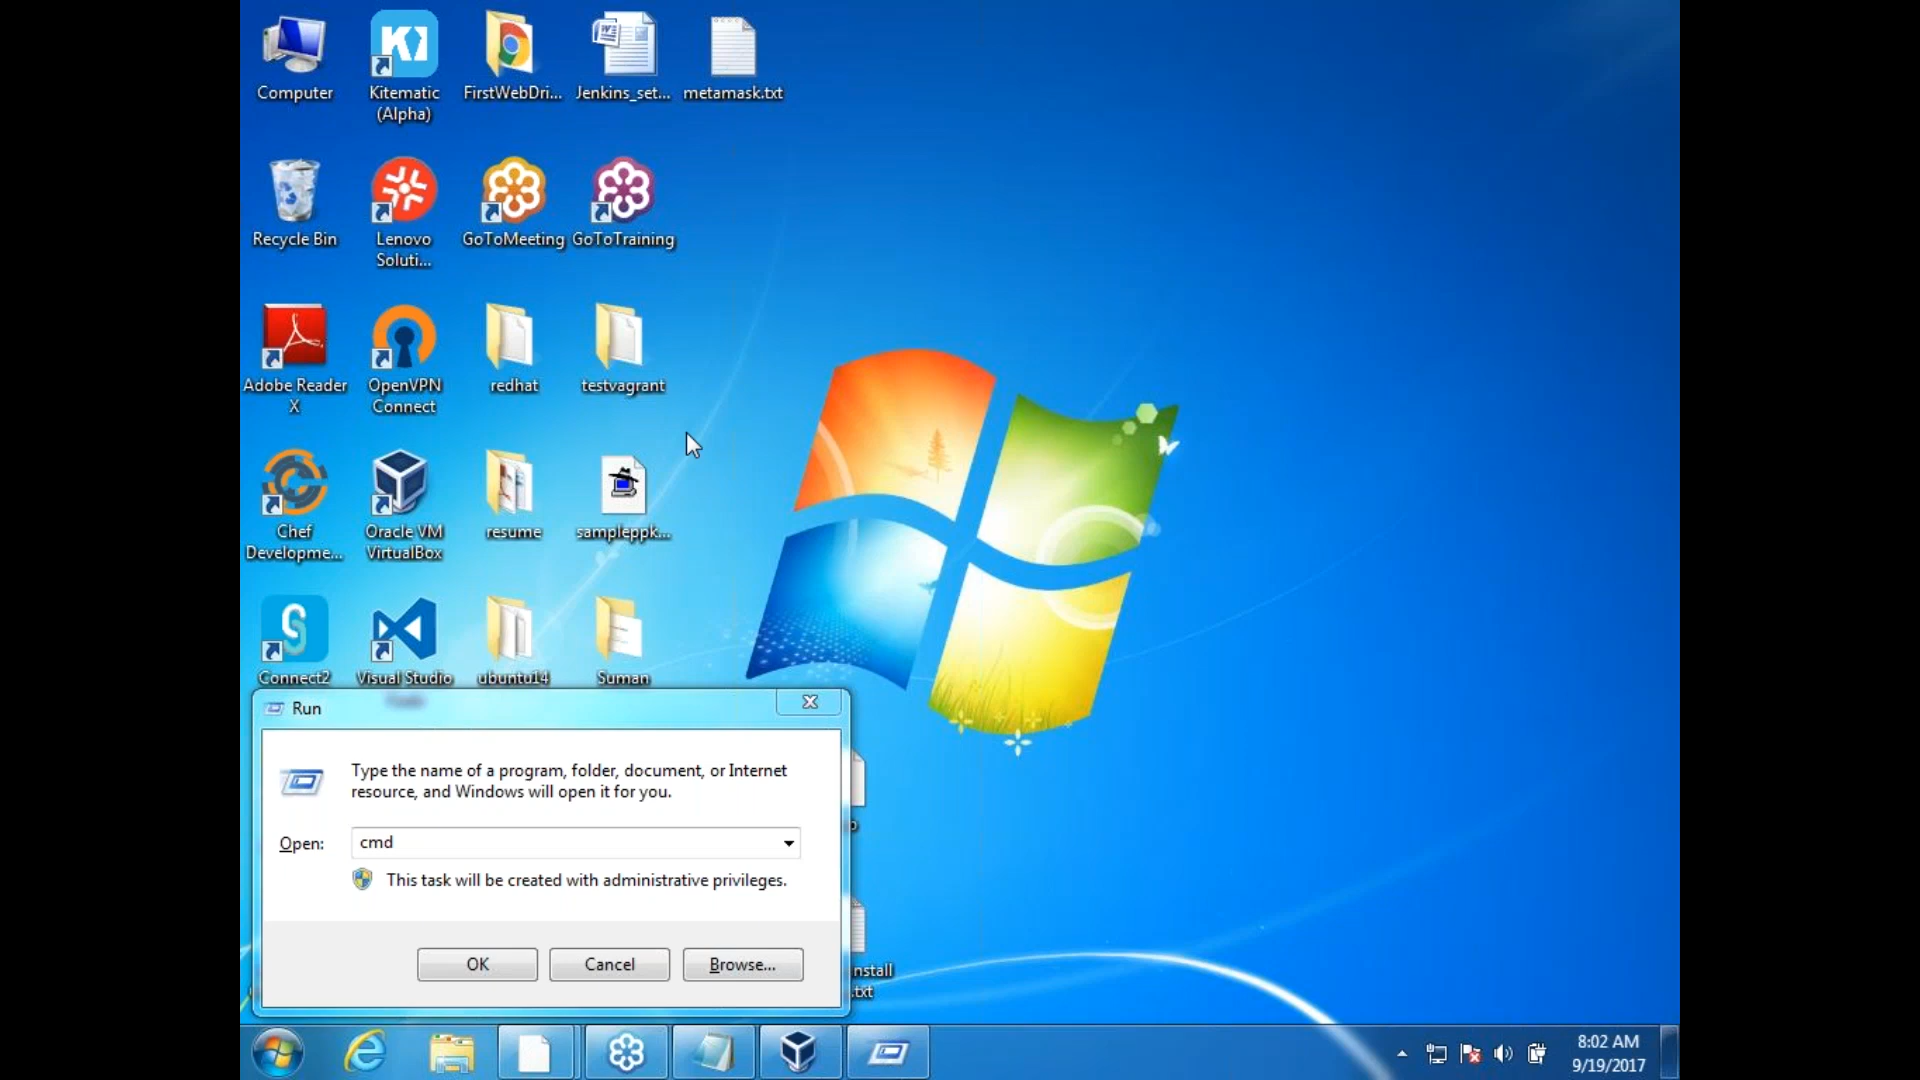 Computer
Kitematic
(Alpha)
FirstWebDri...
Jenkins_set...
metamask.txt
Recycle Bin
Lenovo
Soluti...
GoToMeeting
GoToTraining
Adobe Reader
X
OpenVPN
Connect
redhat
testvagrant
Chef
Developme...
Oracle VM
VirtualBox
resume
sampleppk...
Connect2
Visual Studio
ubuntu14
Suman
Run
Type the name of a program, folder, document, or Internet
resource, and Windows will open it for you.
Open:
cmd
This task will be created with administrative privileges.
OK
Cancel
Browse...
nstall
.txt
8:02 AM
9/19/2017